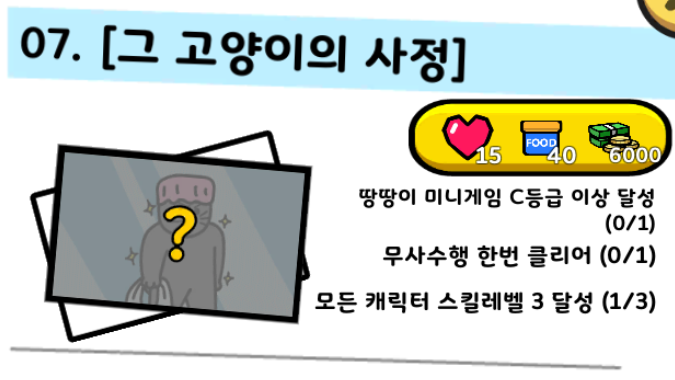 07. [그 고양이의 사정]
15
FOOD
40
6000
?
땅땅이 미니게임 C등급 이상 달성
(0/1)
무사수행 한번 클리어 (0/1)
모든 캐릭터 스킬레벨 3 달성 (1/3)